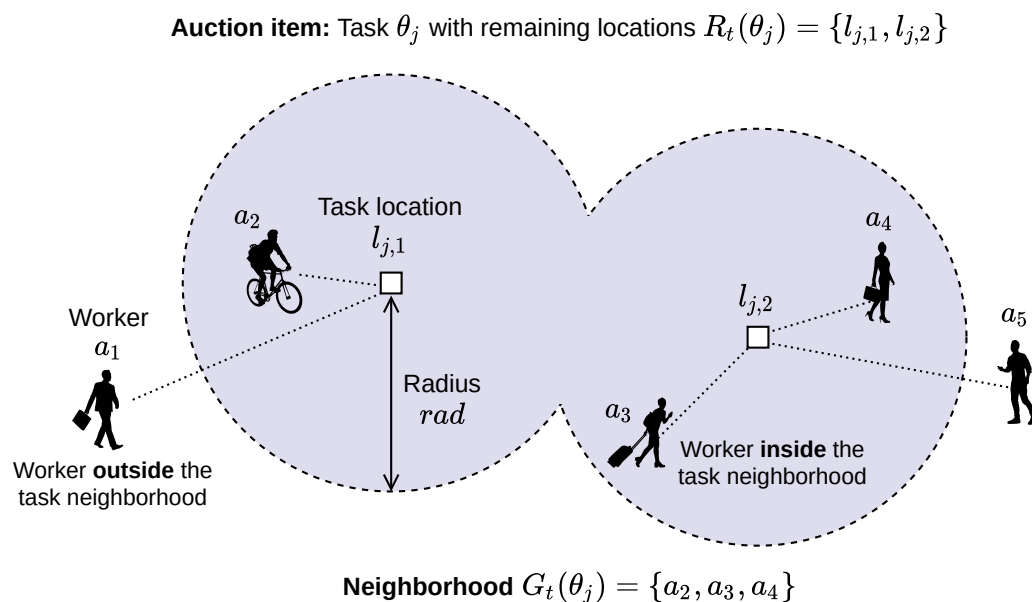 Auction item: Task θ_j with remaining locations R_t(θ_j) = {l_{j,1}, l_{j,2}}
a_2
Task location
l_{j,1}
a_4
l_{j,2}
Worker
a_1
a_5
Radius
rad
a_3
Worker outside the
task neighborhood
Worker inside the
task neighborhood
Neighborhood G_t(θ_j) = {a_2, a_3, a_4}